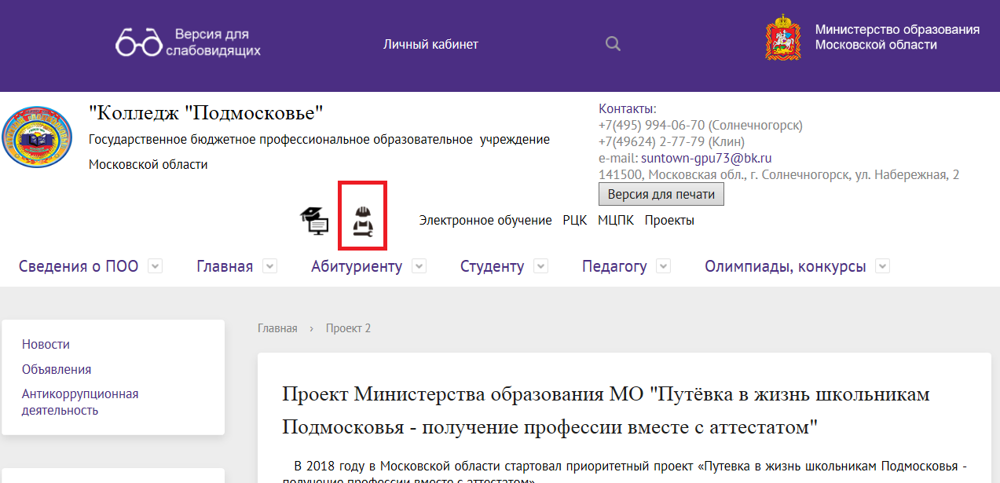 Версия для
слабовидящих
Личный кабинет
Министерство образования
Московской области
"Колледж "Подмосковье"
Государственное бюджетное профессиональное образовательное учреждение
Московской области
Контакты:
+7(495) 994-06-70 (Солнечногорск)
+7(49624) 2-77-79 (Клин)
e-mail: suntown-gpu73@bk.ru
141500, Московская обл., г. Солнечногорск, ул. Набережная, 2
Версия для печати
Электронное обучение РЦК МЦПК Проекты
Сведения о ПОО Главная Абитуриенту Студенту Педагогу Олимпиады, конкурсы
Новости
Объявления
Антикоррупционная
деятельность
Главная › Проект 2
Проект Министерства образования МО "Путёвка в жизнь школьникам
Подмосковья - получение профессии вместе с аттестатом"
В 2018 году в Московской области стартовал приоритетный проект «Путевка в жизнь школьникам Подмосковья -
получение профессии вместе с аттестатом»